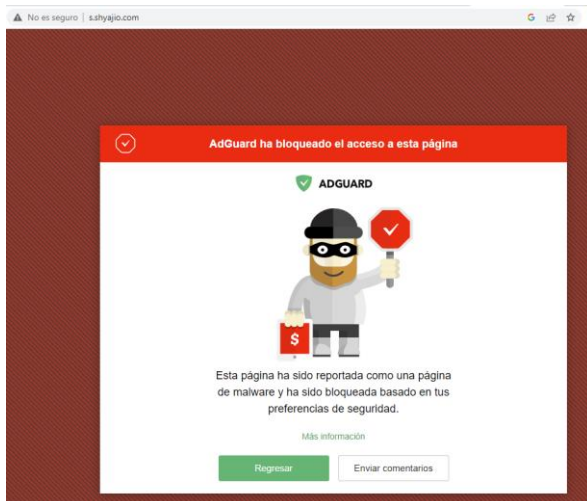 No es seguro | s.shyajio.com
AdGuard ha bloqueado el acceso a esta página
ADGUARD
$
Esta página ha sido reportada como una página
de malware y ha sido bloqueada basado en tus
preferencias de seguridad.
Más información
Regresar
Enviar comentarios